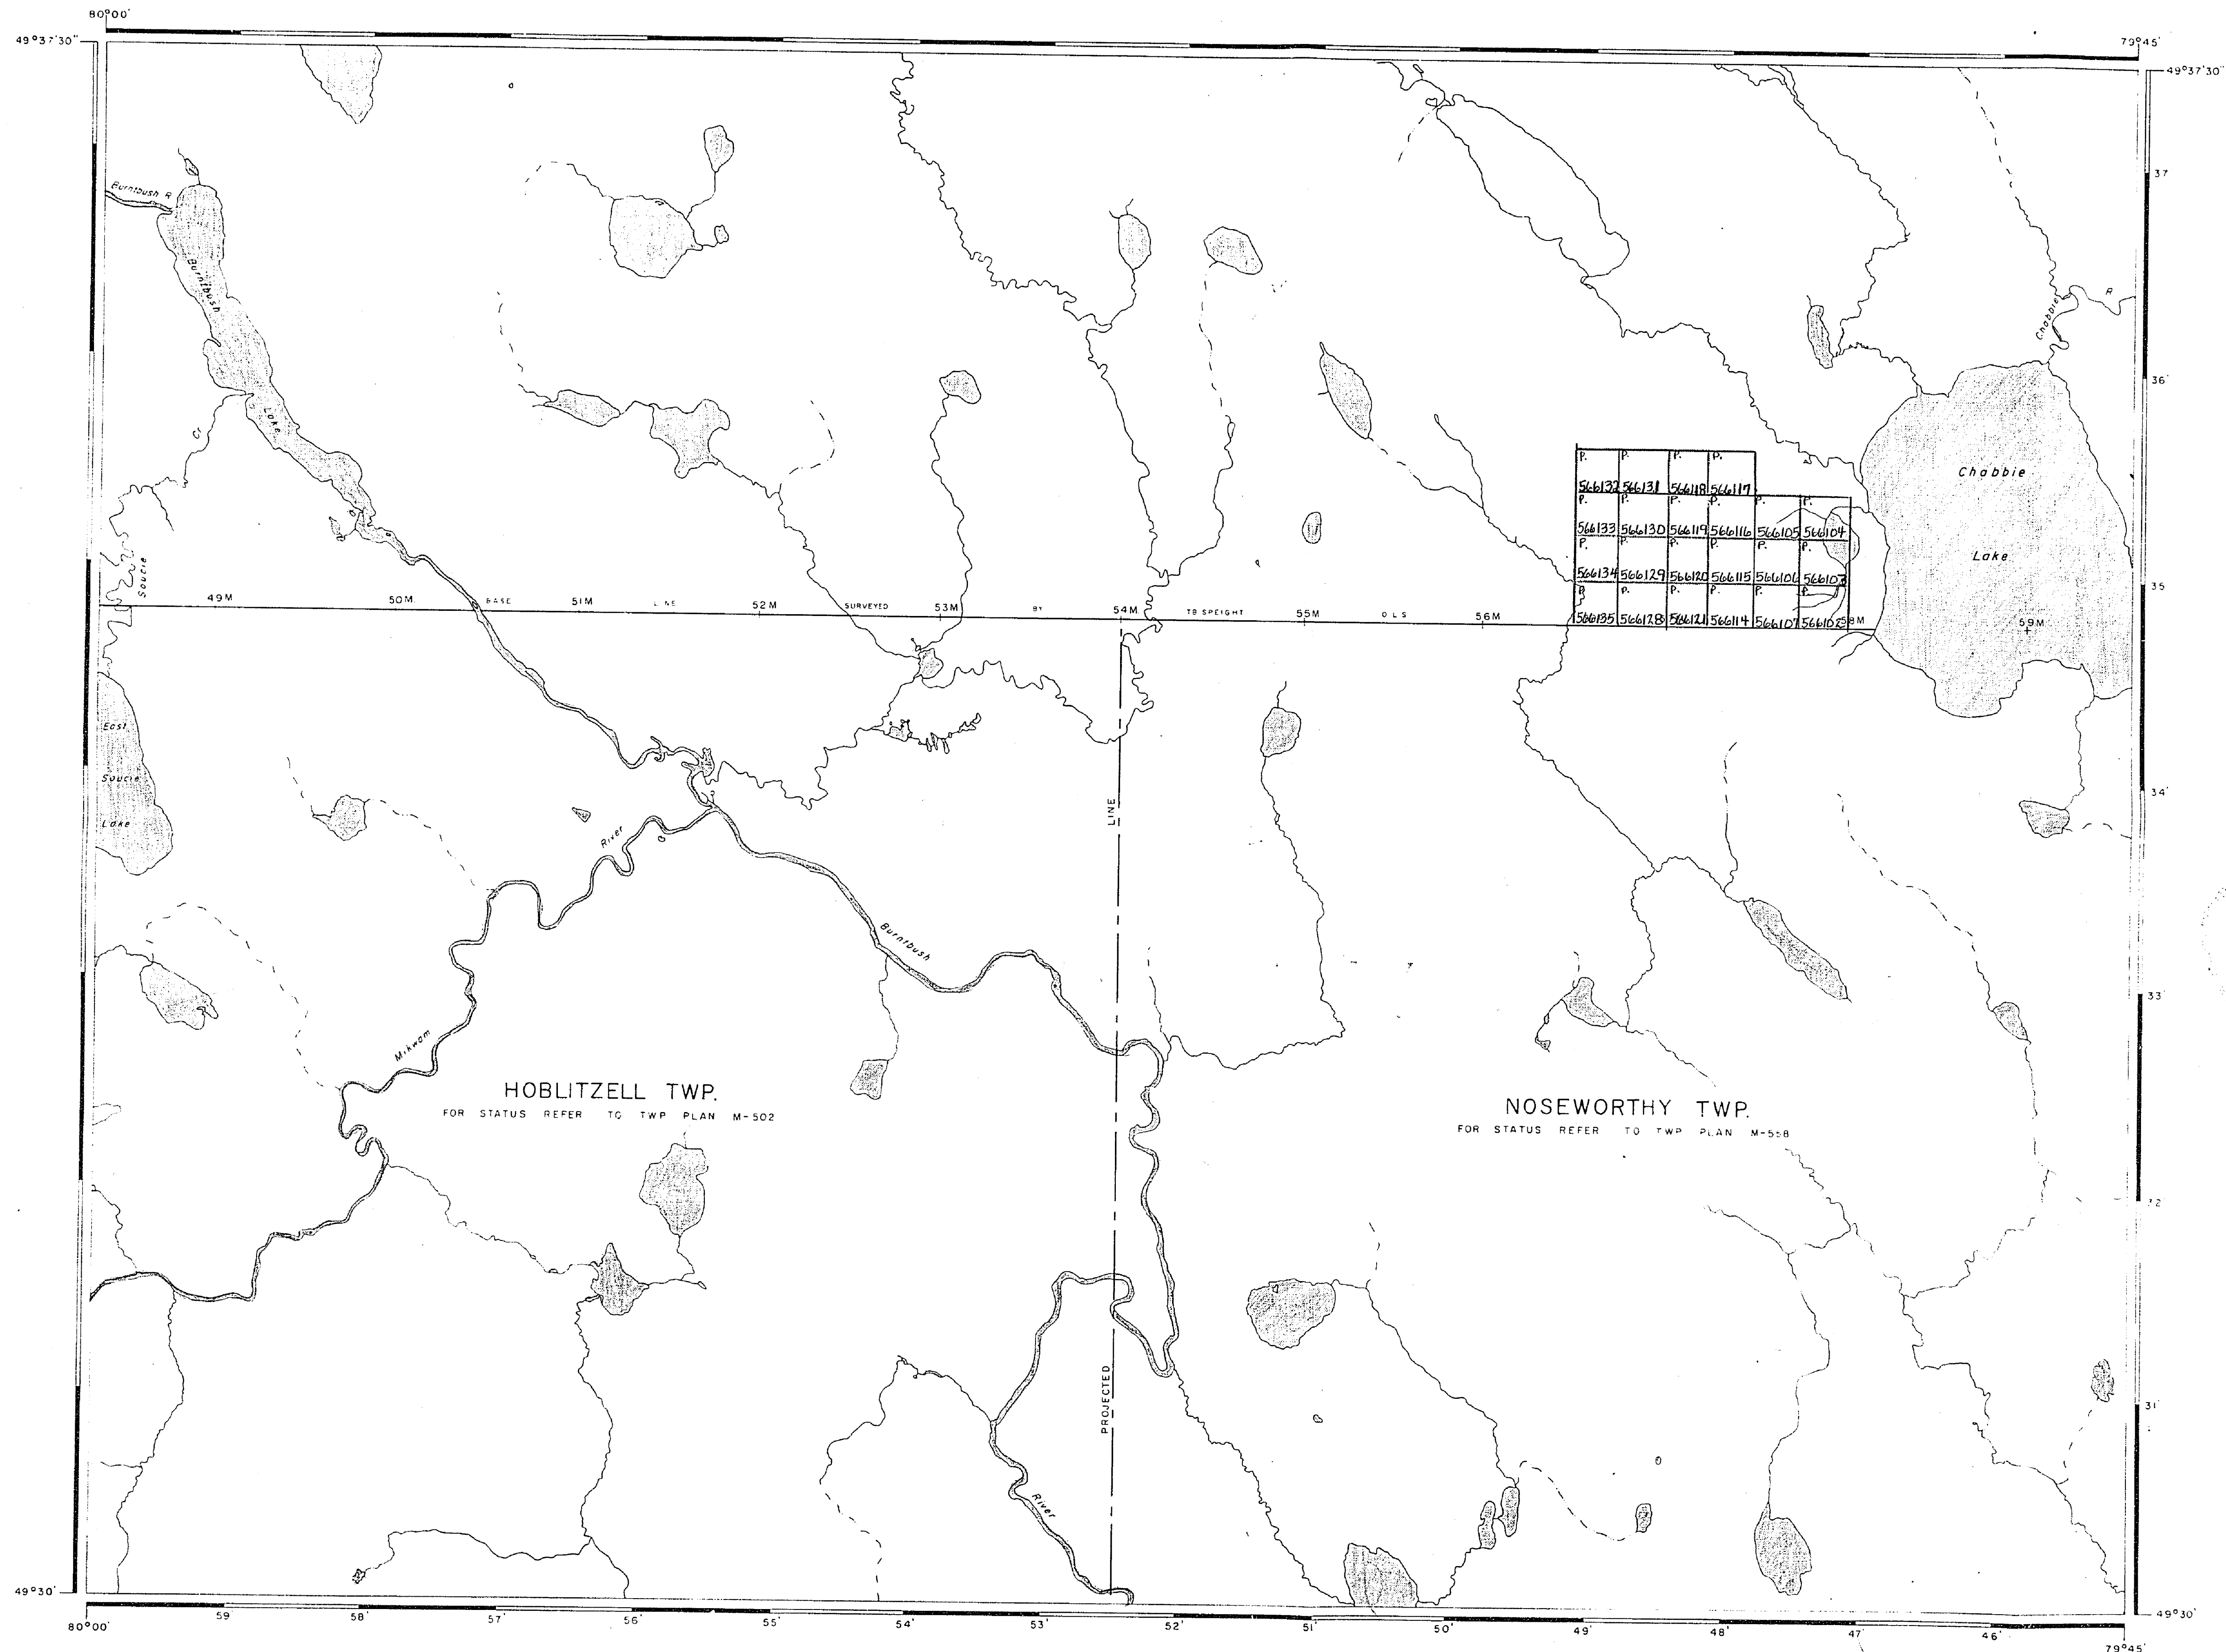 80°00'
49°37'30"
79°45'
49°37'30"
37'
Burntbush R
Burntbush
Lake
Chabbie R
36'
Cr
Soucie
P. P. P. P.
566132 566131 566118 566117
P. P. P. P. P. P.
566133 566130 566119 566116 566105 566104
P. P. P. P. P. P.
566134 566129 566120 566115 566106 566103
P. P. P. P. P. P.
566135 566128 566121 566114 566107 566102
Chabbie
Lake
35'
49M 50M BASE 51M LINE 52M SURVEYED 53M BY 54M TB SPEIGHT 55M OLS 56M 58M 59M
East
Soucie
Lake
34'
LINE
River
Burntbush
33'
Mikwam
HOBLITZELL TWP.
FOR STATUS REFER TO TWP PLAN M-502
NOSEWORTHY TWP.
FOR STATUS REFER TO TWP PLAN M-558
32
31'
PROJECTED
River
49°30'
49°30'
80°00' 59' 58' 57' 56' 55' 54' 53' 52' 51' 50' 49' 48' 47' 46' 79°45'